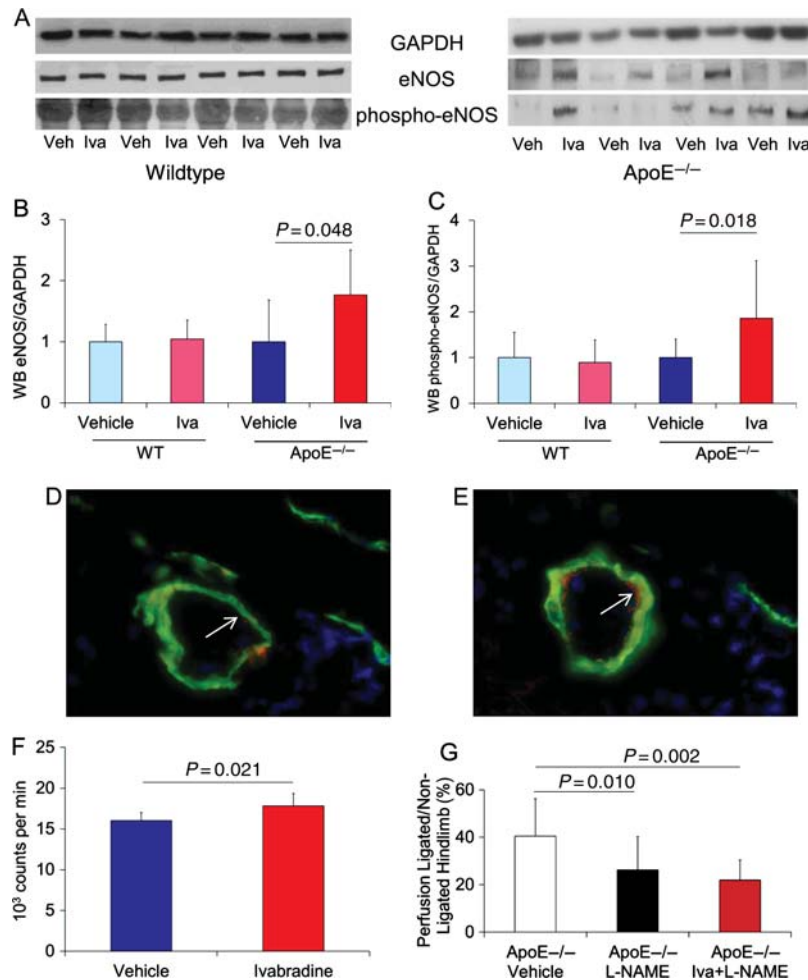 A
GAPDH
eNOS
phospho-eNOS
Veh Iva Veh Iva Veh Iva Veh Iva
Wildtype
Veh Iva Veh Iva Veh Iva Veh Iva
ApoE−/−
B
WB eNOS/GAPDH
3
2
1
0
P = 0.048
Vehicle Iva Vehicle Iva
WT ApoE−/−
C
WB phospho-eNOS/GAPDH
4
3
2
1
0
P = 0.018
Vehicle Iva Vehicle Iva
WT ApoE−/−
D
E
F
10³ counts per min
25
20
15
10
5
0
P = 0.021
Vehicle Ivabradine
G
Perfusion Ligated/Non-
Ligated Hindlimb (%)
80
60
40
20
0
P = 0.002
P = 0.010
ApoE−/− ApoE−/− ApoE−/−
Vehicle L-NAME Iva+L-NAME